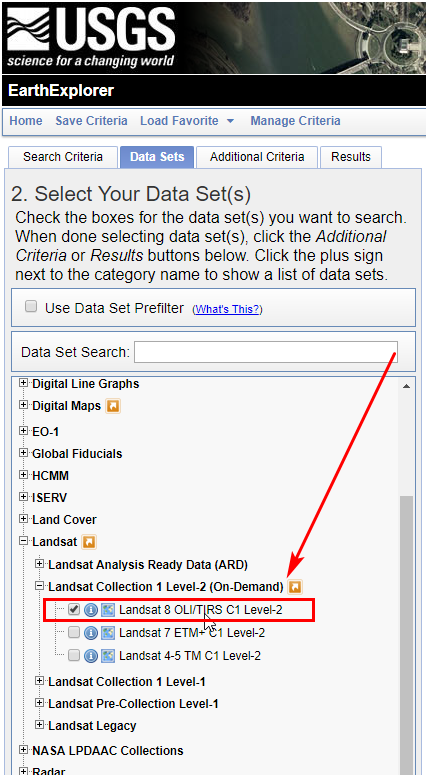 USGS
science for a changing world
EarthExplorer
Home Save Criteria Load Favorite Manage Criteria
Search Criteria Data Sets Additional Criteria Results
2. Select Your Data Set(s)
Check the boxes for the data set(s) you want to search.
When done selecting data set(s), click the Additional
Criteria or Results buttons below. Click the plus sign
next to the category name to show a list of data sets.
Use Data Set Prefilter (What's This?)
Data Set Search:
Digital Line Graphs
Digital Maps
EO-1
Global Fiducials
HCMM
ISERV
Land Cover
Landsat
Landsat Analysis Ready Data (ARD)
Landsat Collection 1 Level-2 (On-Demand)
Landsat 8 OLI/TIRS C1 Level-2
Landsat 7 ETM+ C1 Level-2
Landsat 4-5 TM C1 Level-2
Landsat Collection 1 Level-1
Landsat Pre-Collection Level-1
Landsat Legacy
NASA LPDAAC Collections
Radar